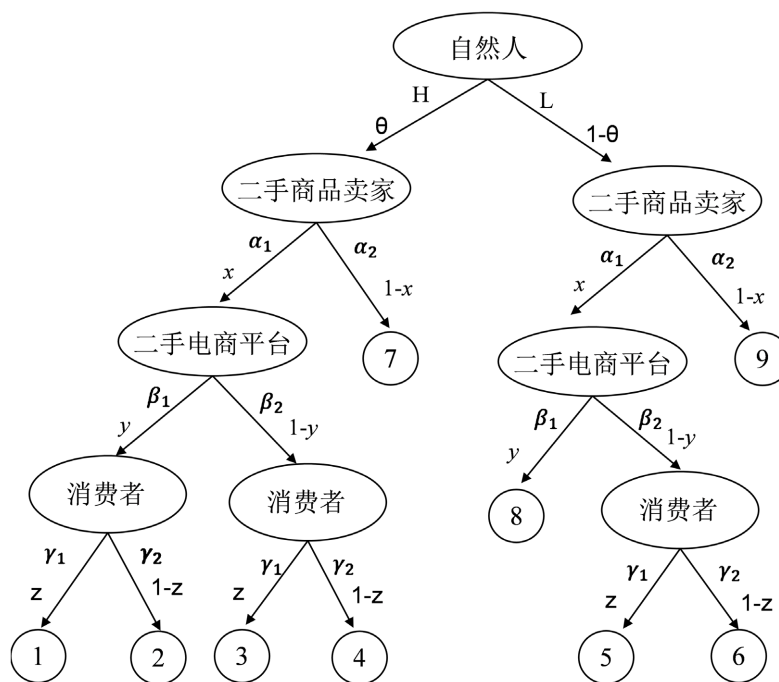 自然人
H
L
θ
1-θ
二手商品卖家
二手商品卖家
α₁
α₂
α₁
α₂
x
1-x
x
1-x
二手电商平台
7
二手电商平台
9
β₁
β₂
β₁
β₂
y
1-y
y
1-y
消费者
消费者
8
消费者
γ₁
γ₂
γ₁
γ₂
γ₁
γ₂
z
1-z
z
1-z
z
1-z
1
2
3
4
5
6